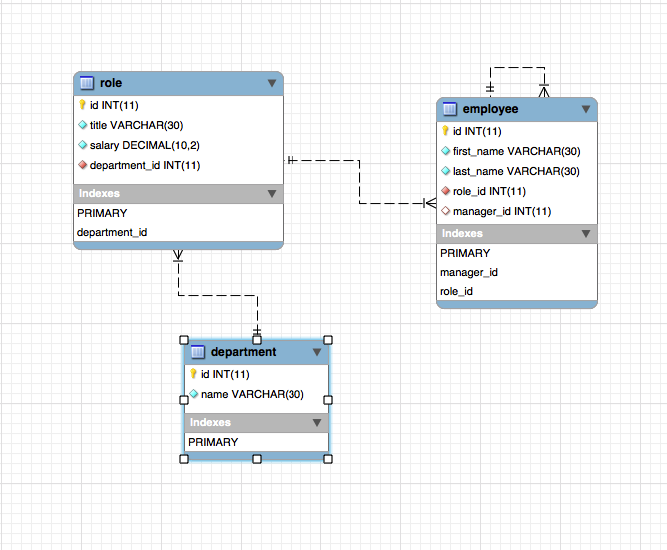 role
id INT(11)
title VARCHAR(30)
salary DECIMAL(10,2)
department_id INT(11)
Indexes
PRIMARY
department_id
employee
id INT(11)
first_name VARCHAR(30)
last_name VARCHAR(30)
role_id INT(11)
manager_id INT(11)
Indexes
PRIMARY
manager_id
role_id
department
id INT(11)
name VARCHAR(30)
Indexes
PRIMARY